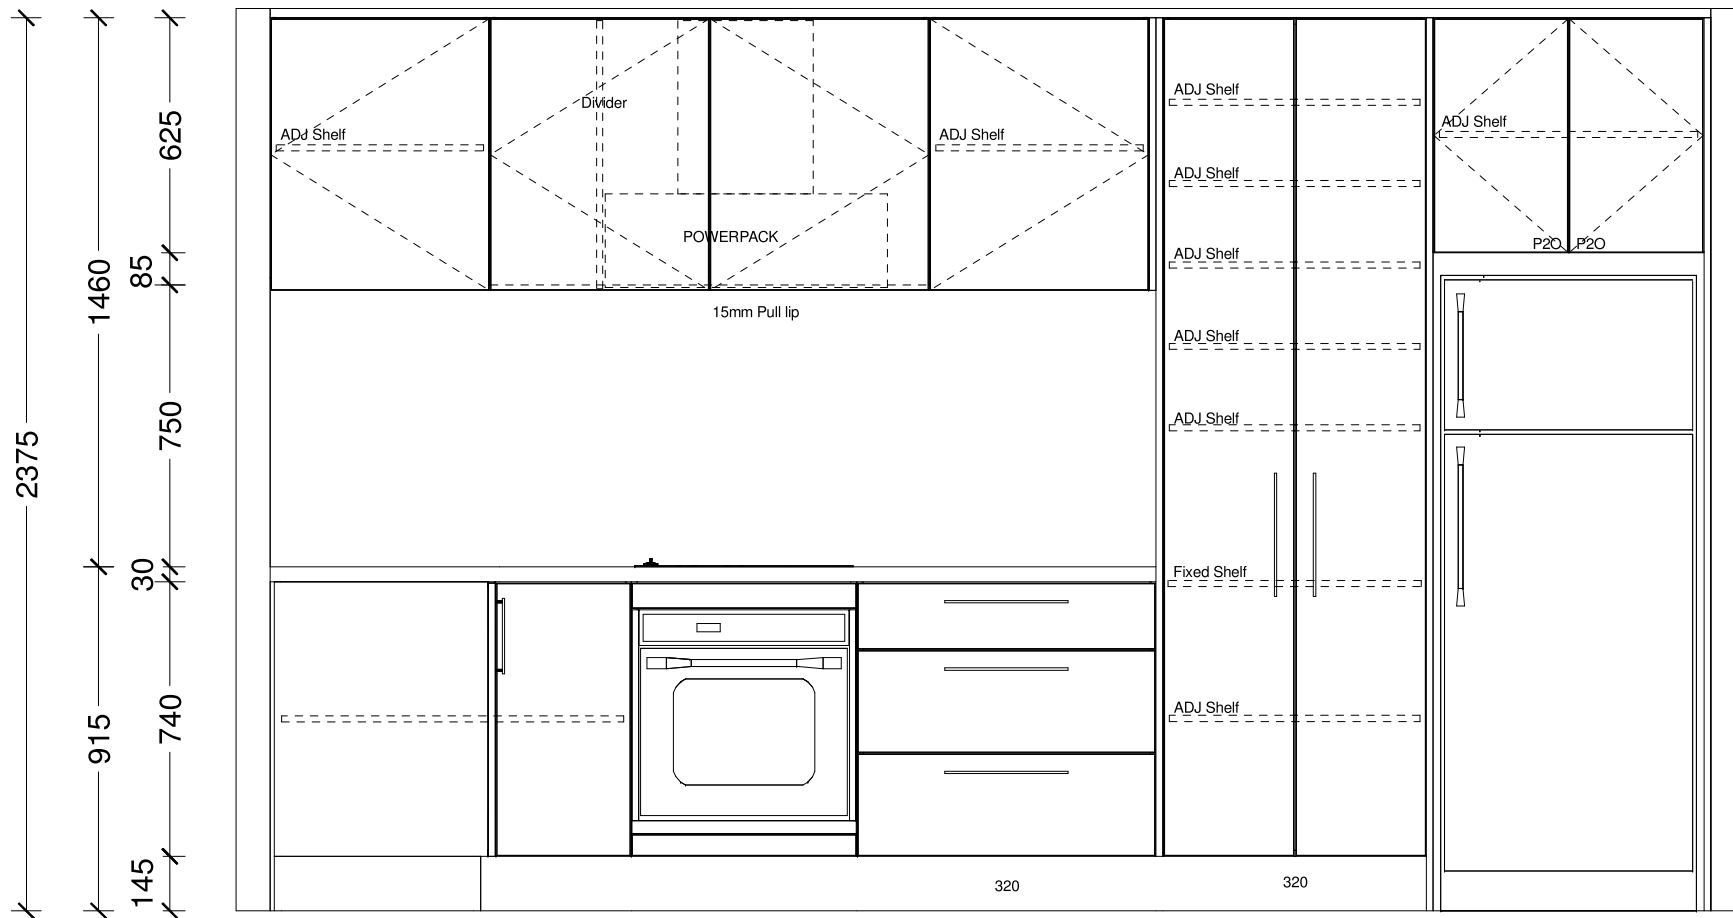 2375
1460
915
625
85
750
30
740
145
ADJ Shelf
Divider
POWERPACK
15mm Pull lip
ADJ Shelf
ADJ Shelf
ADJ Shelf
ADJ Shelf
ADJ Shelf
ADJ Shelf
Fixed Shelf
ADJ Shelf
ADJ Shelf
P2O P2O
320
320